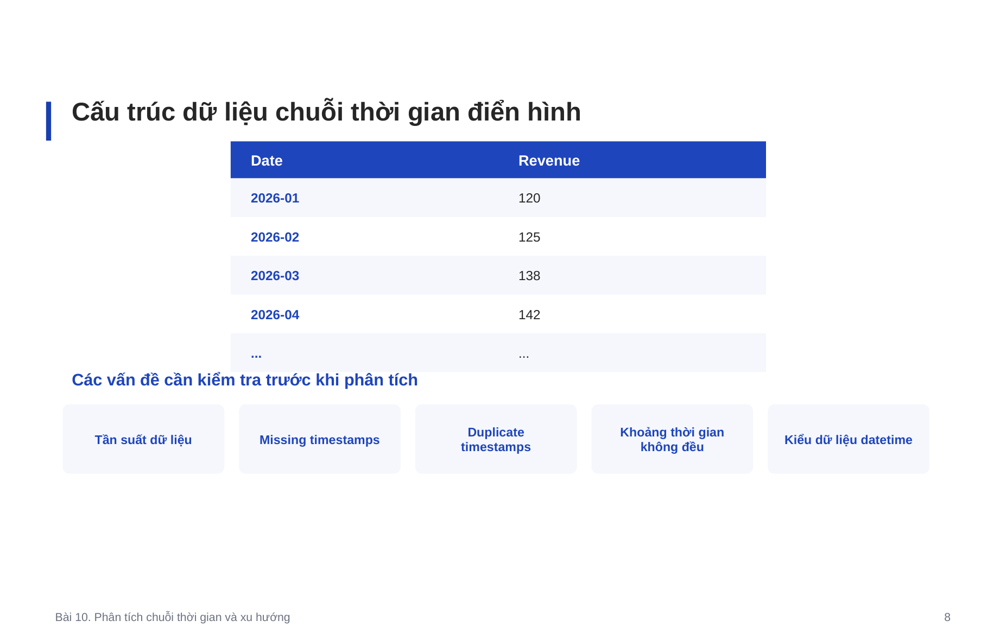 Cấu trúc dữ liệu chuỗi thời gian điển hình
Date Revenue
2026-01 120
2026-02 125
2026-03 138
2026-04 142
... ...
Các vấn đề cần kiểm tra trước khi phân tích
Tần suất dữ liệu
Missing timestamps
Duplicate
timestamps
Khoảng thời gian
không đều
Kiểu dữ liệu datetime
Bài 10. Phân tích chuỗi thời gian và xu hướng 8